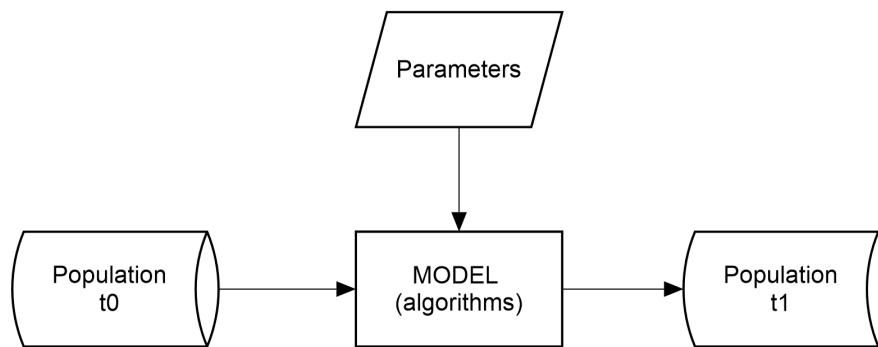 Parameters
Population
t0
MODEL
(algorithms)
Population
t1